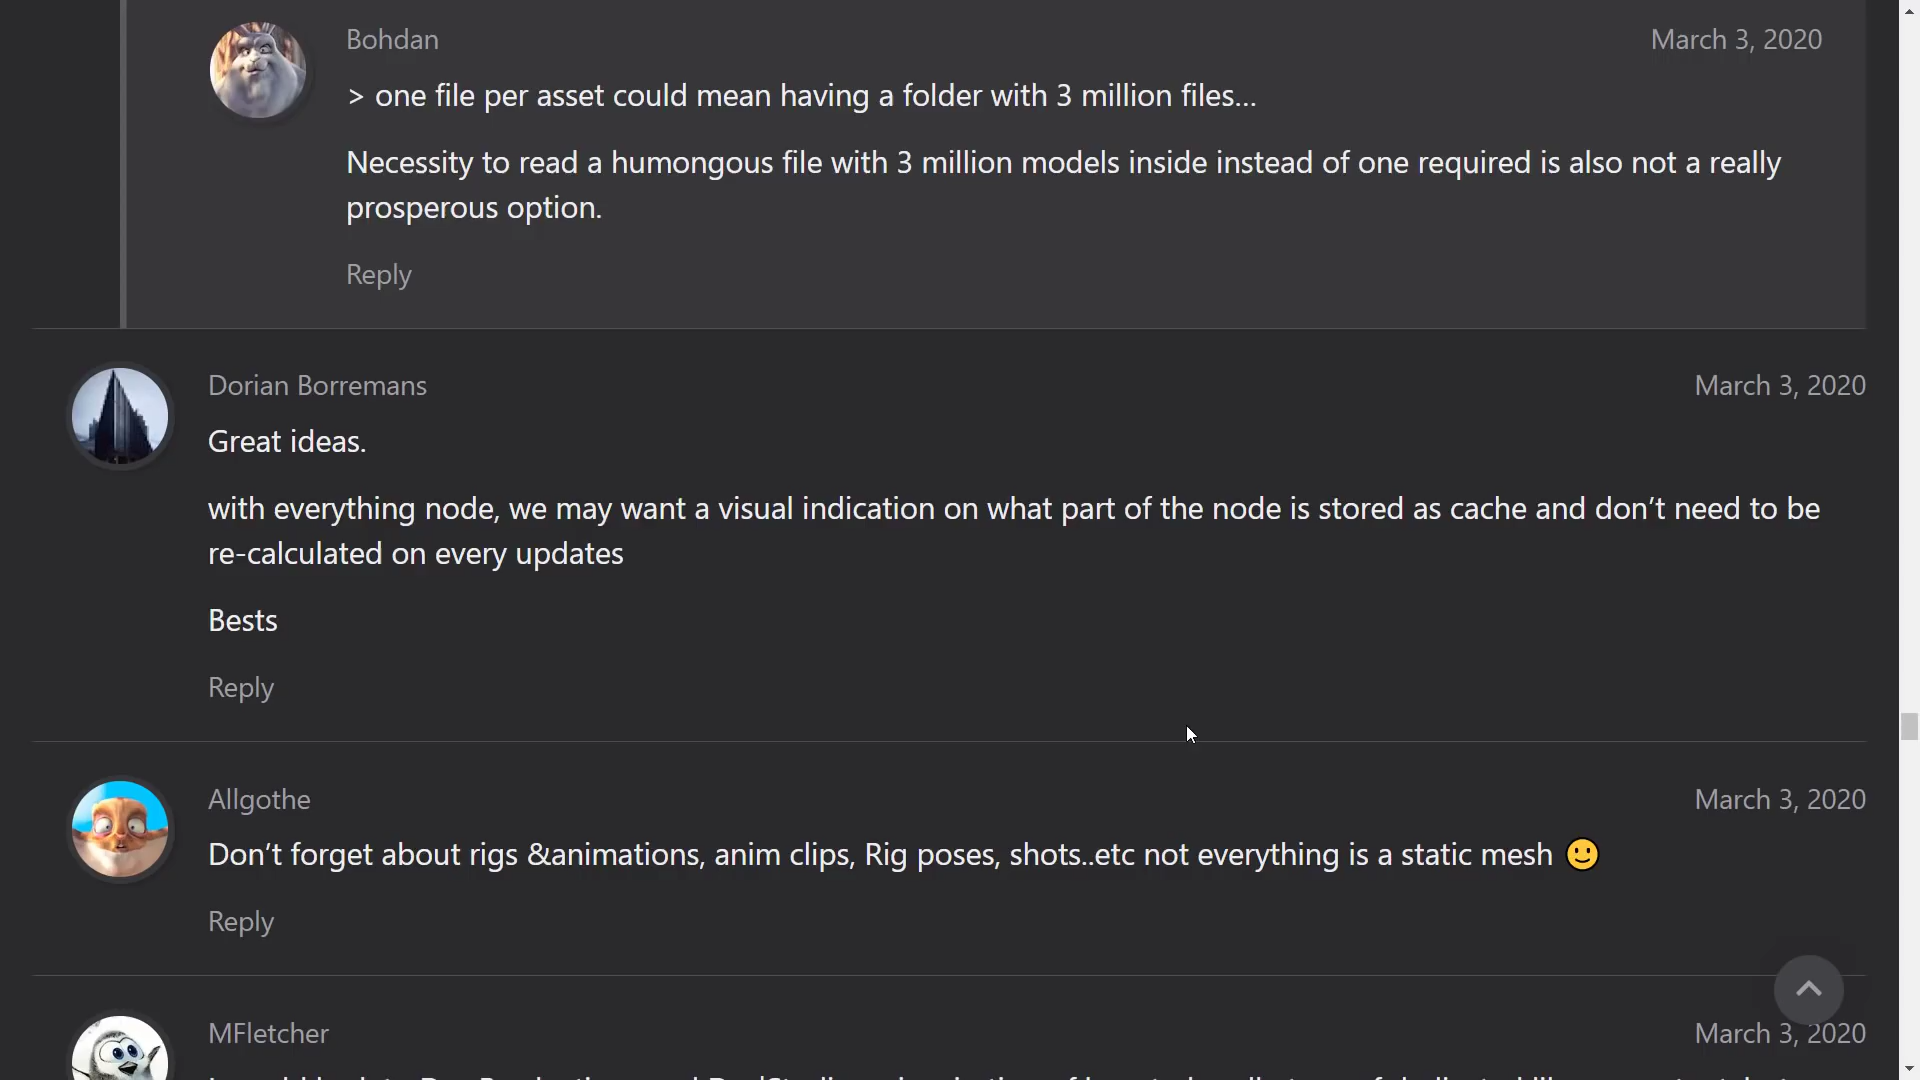 Bohdan
March 3, 2020
> one file per asset could mean having a folder with 3 million files...
Necessity to read a humongous file with 3 million models inside instead of one required is also not a really
prosperous option.
Reply
Dorian Borremans
March 3, 2020
Great ideas.
with everything node, we may want a visual indication on what part of the node is stored as cache and don’t need to be
re-calculated on every updates
Bests
Reply
Allgothe
March 3, 2020
Don’t forget about rigs &animations, anim clips, Rig poses, shots..etc not everything is a static mesh 🙂
Reply
MFletcher
March 3, 2020